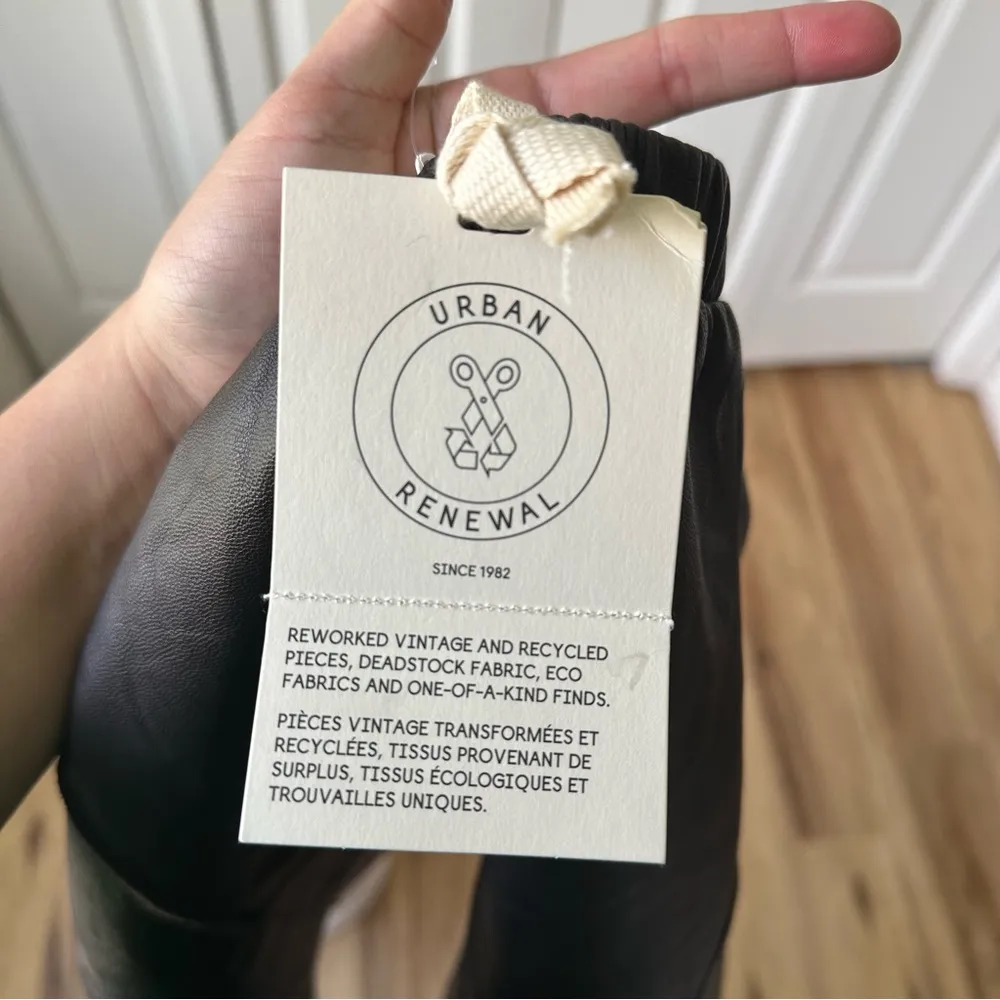 URBAN
RENEWAL
SINCE 1982
REWORKED VINTAGE AND RECYCLED
PIECES, DEADSTOCK FABRIC, ECO
FABRICS AND ONE-OF-A-KIND FINDS.
PIÈCES VINTAGE TRANSFORMÉES ET
RECYCLÉES, TISSUS PROVENANT DE
SURPLUS, TISSUS ÉCOLOGIQUES ET
TROUVAILLES UNIQUES.